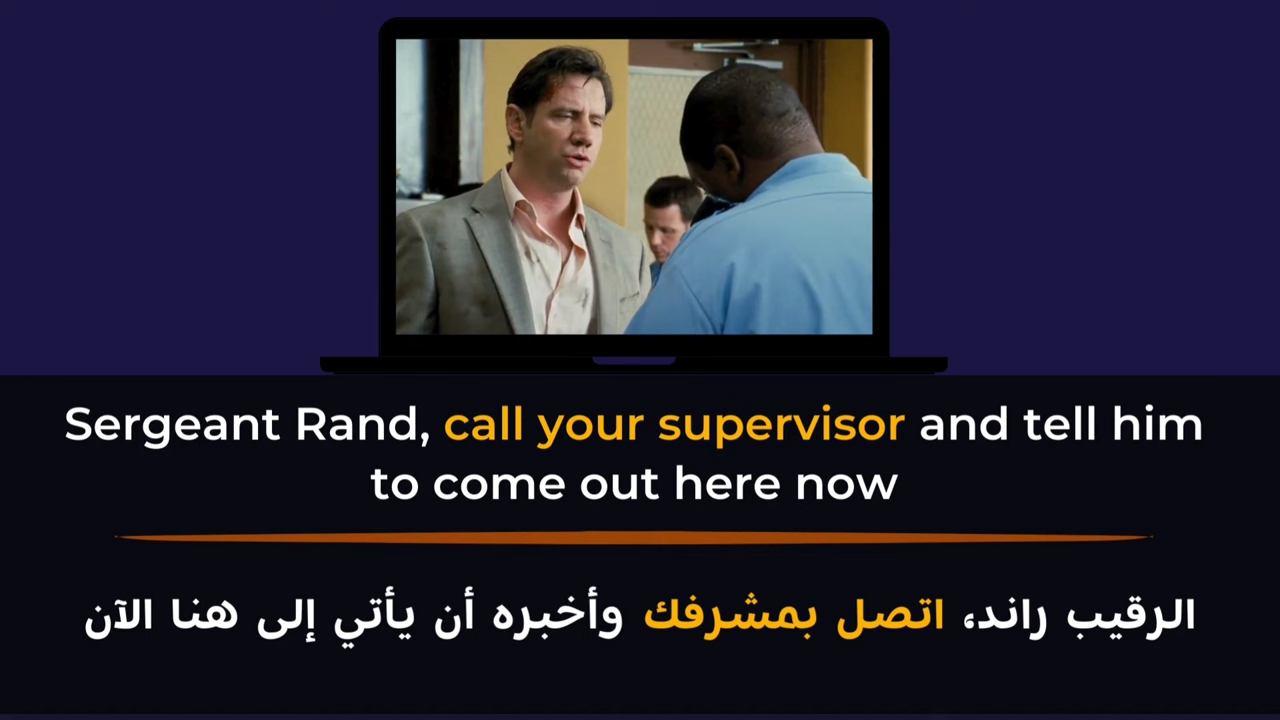 Sergeant Rand, call your supervisor and tell him
to come out here now
الرقيب راند، اتصل بمشرفك وأخبره أن يأتي إلى هنا الآن